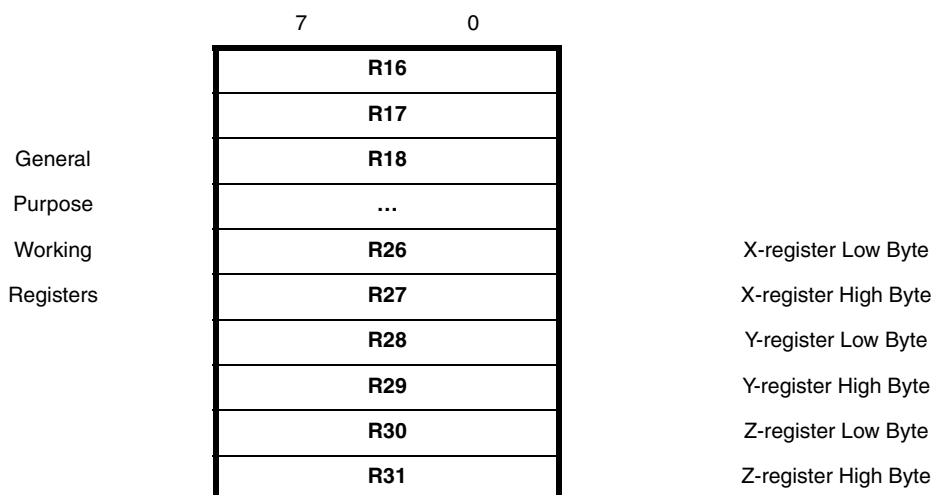 7 0
R16
R17
General R18
Purpose ...
Working R26 X-register Low Byte
Registers R27 X-register High Byte
R28 Y-register Low Byte
R29 Y-register High Byte
R30 Z-register Low Byte
R31 Z-register High Byte